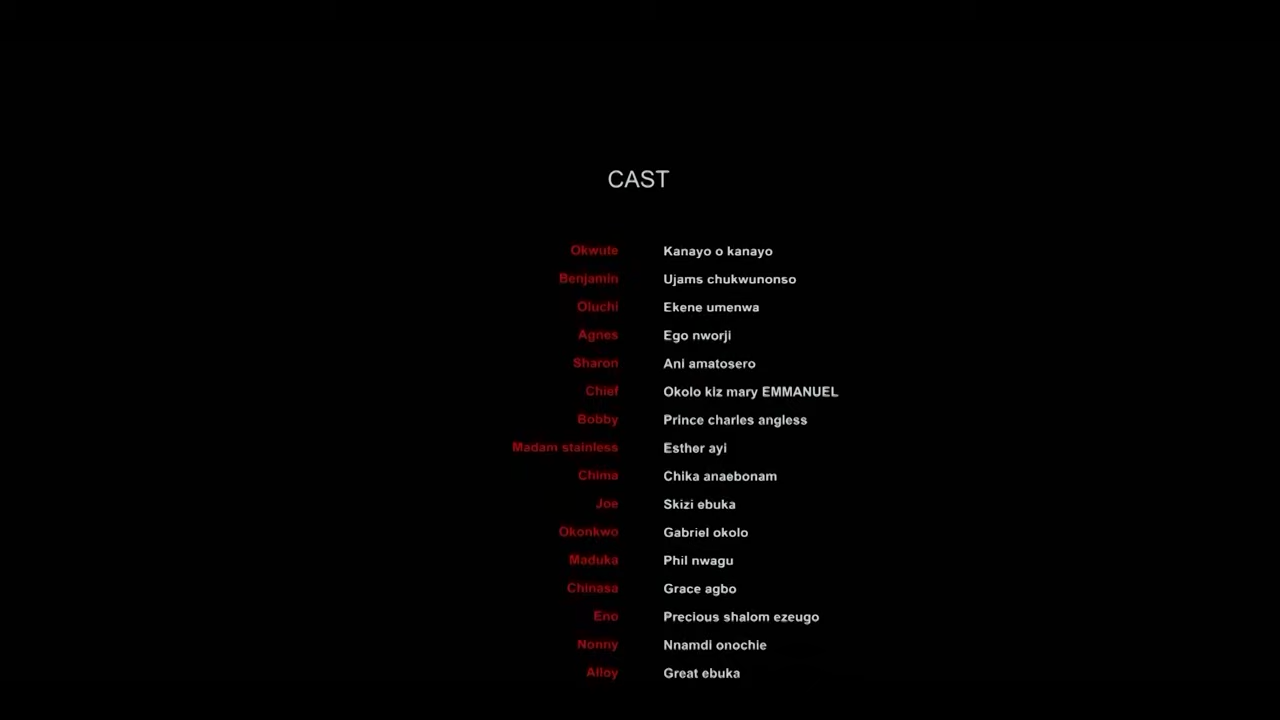 CAST
Okwute Kanayo o kanayo
Benjamin Ujams chukwunonso
Oluchi Ekene umenwa
Agnes Ego nworji
Sharon Ani amatosero
Chief Okolo kiz mary EMMANUEL
Bobby Prince charles angless
Madam stainless Esther ayi
Chima Chika anaebonam
Joe Skizi ebuka
Okonkwo Gabriel okolo
Maduka Phil nwagu
Chinasa Grace agbo
Eno Precious shalom ezeugo
Nonny Nnamdi onochie
Alloy Great ebuka